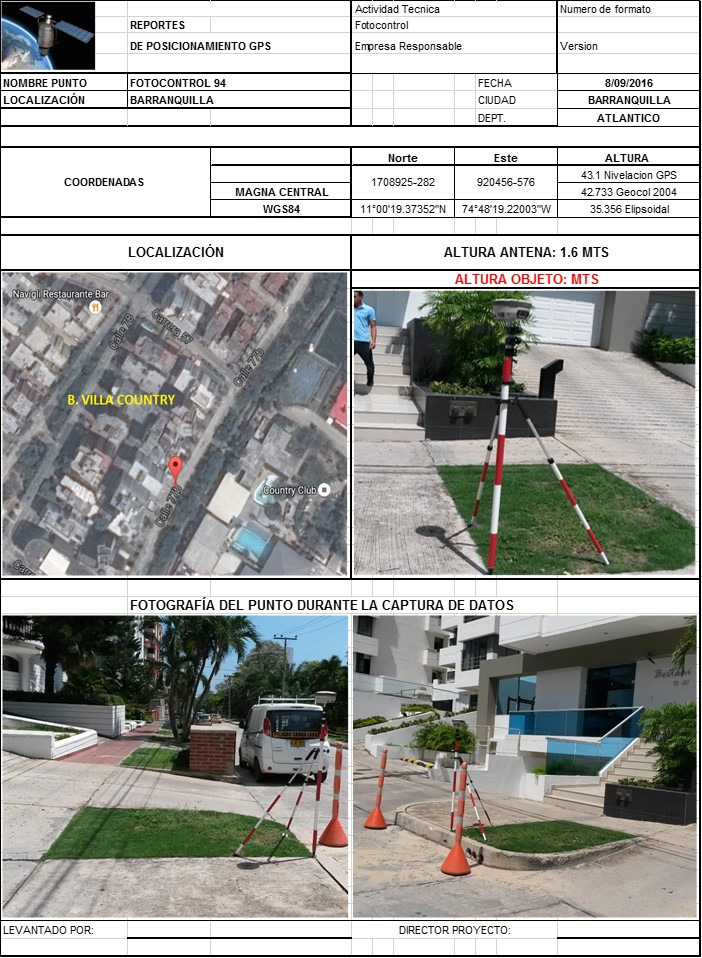 Actividad Tecnica
Numero de formato
REPORTES
Fotocontrol
DE POSICIONAMIENTO GPS
Empresa Responsable
Version
NOMBRE PUNTO
FOTOCONTROL 94
FECHA
8/09/2016
LOCALIZACIÓN
BARRANQUILLA
CIUDAD
BARRANQUILLA
DEPT.
ATLANTICO
Norte
Este
ALTURA
COORDENADAS
1708925-282
920456-576
43.1 Nivelacion GPS
MAGNA CENTRAL
42.733 Geocol 2004
WGS84
11°00'19.37352"N
74°48'19.22003"W
35.356 Elipsoidal
LOCALIZACIÓN
ALTURA ANTENA: 1.6 MTS
ALTURA OBJETO: MTS
Navigli Restaurante Bar
Calle 78
Carrera 57
Calle 77b
B. VILLA COUNTRY
Country Club
Calle 77b
FOTOGRAFÍA DEL PUNTO DURANTE LA CAPTURA DE DATOS
LEVANTADO POR:
DIRECTOR PROYECTO: